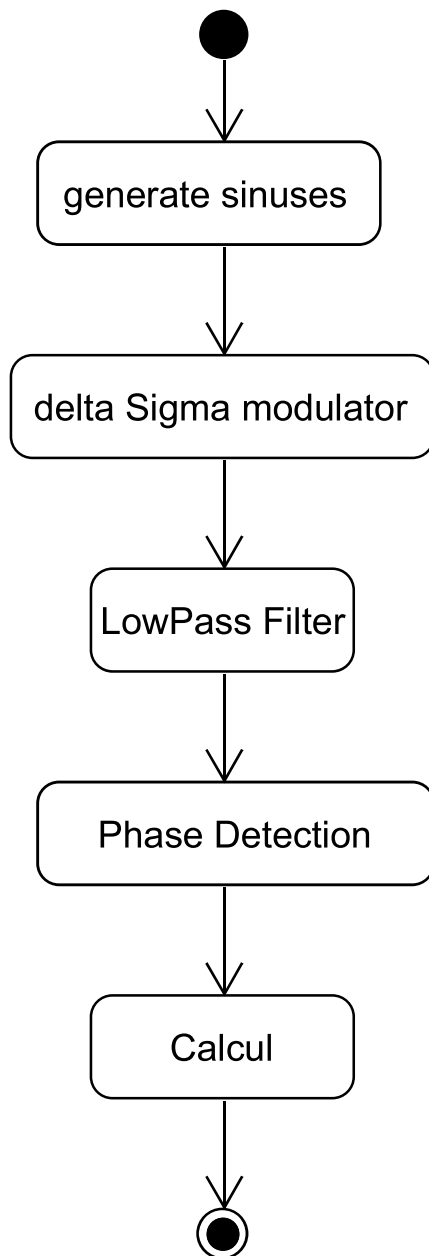 generate sinuses
delta Sigma modulator
LowPass Filter
Phase Detection
Calcul